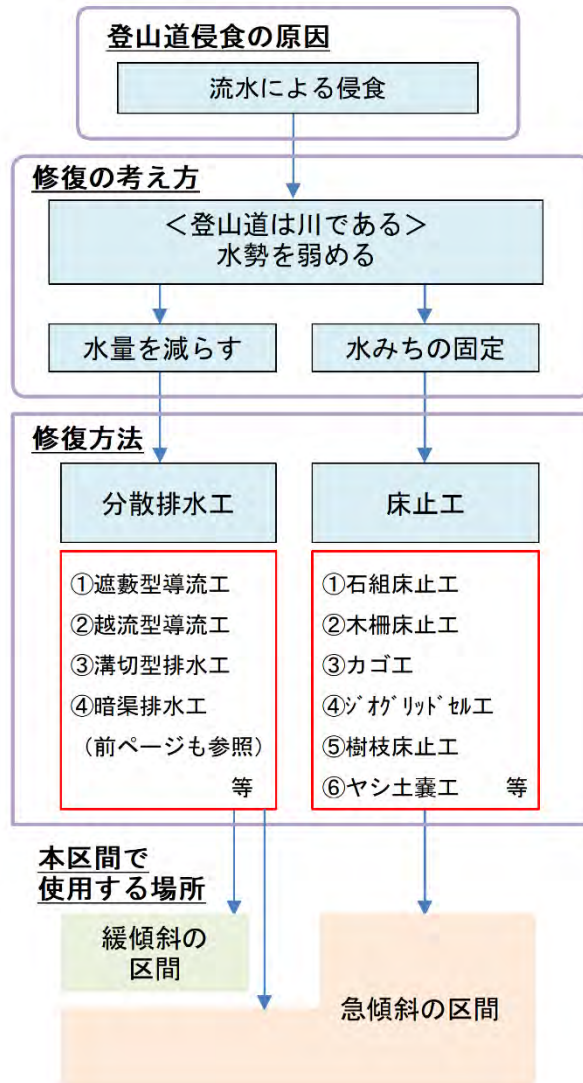 登山道侵食の原因
流水による侵食
修復の考え方
＜登山道は川である＞
水勢を弱める
水量を減らす
水みちの固定
修復方法
分散排水工
①遮蔽型導流工
②越流型導流工
③溝切型排水工
④暗渠排水工
（前ページも参照）
等
床止工
①石組床止工
②木柵床止工
③カゴ工
④ｼﾞｵｸﾞﾘｯﾄﾞｾﾙ工
⑤樹枝床止工
⑥ヤシ土嚢工　等
本区間で
使用する場所
緩傾斜の
区間
急傾斜の区間